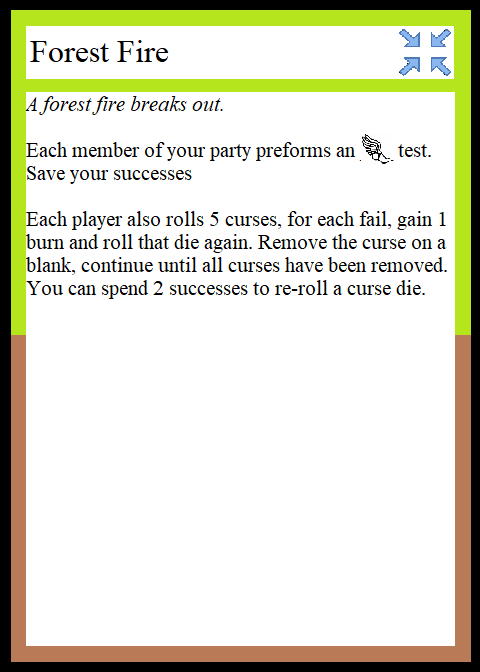 Forest Fire
A forest fire breaks out.
Each member of your party preforms an test.
Save your successes
Each player also rolls 5 curses, for each fail, gain 1
burn and roll that die again. Remove the curse on a
blank, continue until all curses have been removed.
You can spend 2 successes to re-roll a curse die.